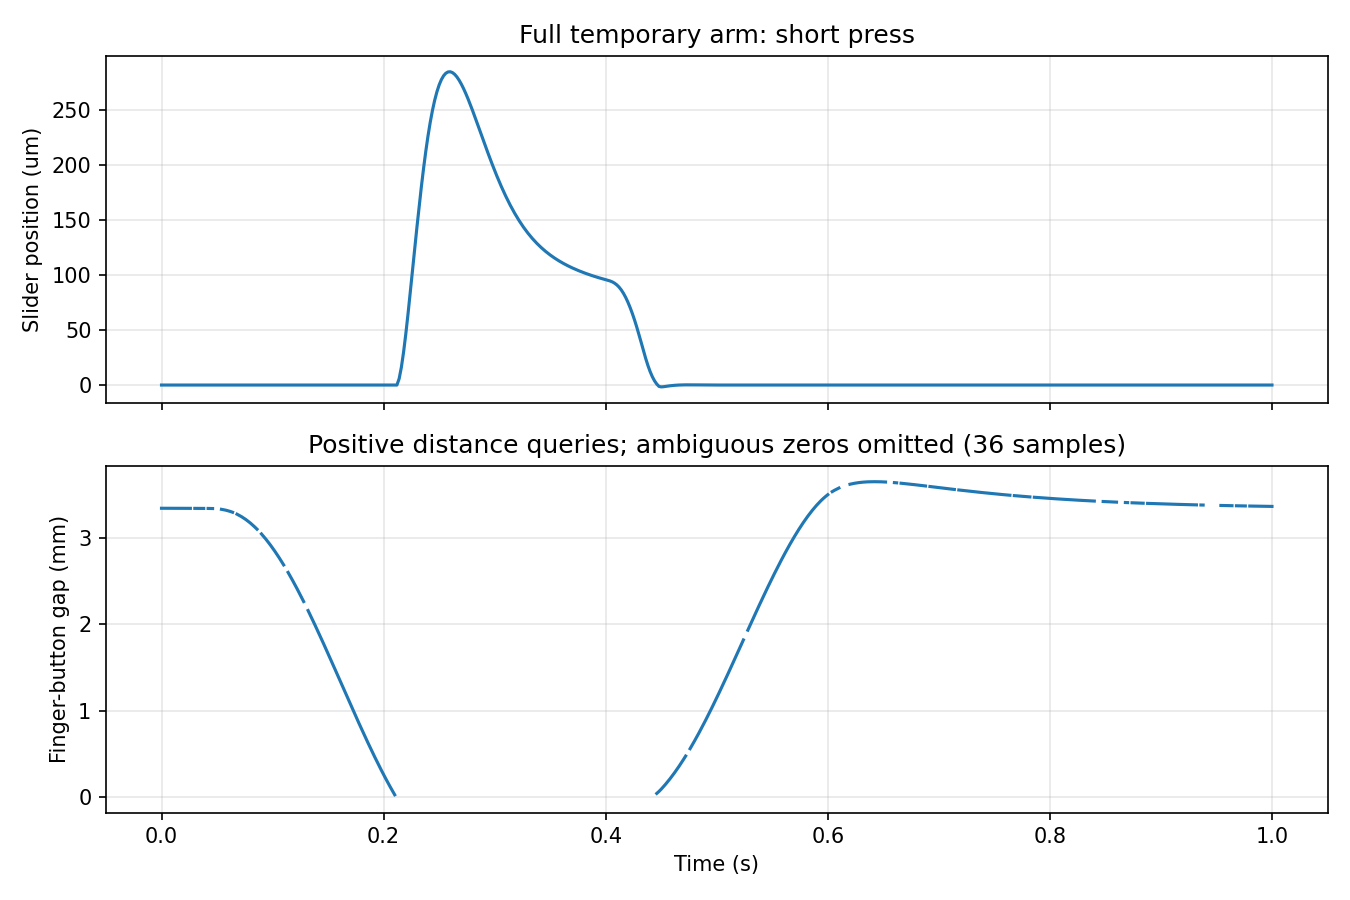 Full temporary arm: short press
Slider position (um)
250
200
150
100
50
0
Positive distance queries; ambiguous zeros omitted (36 samples)
Finger-button gap (mm)
3
2
1
0
0.0 0.2 0.4 0.6 0.8 1.0
Time (s)